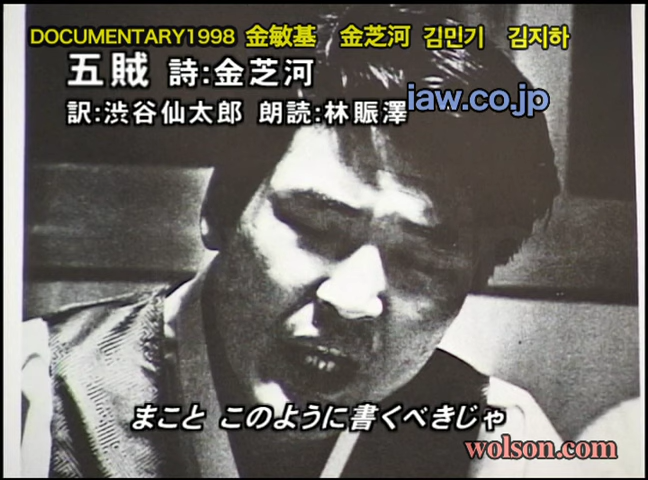 DOCUMENTARY1998 金敏基 金芝河 김민기 김지하
五賊 詩:金芝河
iaw.co.jp
訳:渋谷仙太郎 朗読:林賑澤
まこと このように書くべきじゃ
wolson.com